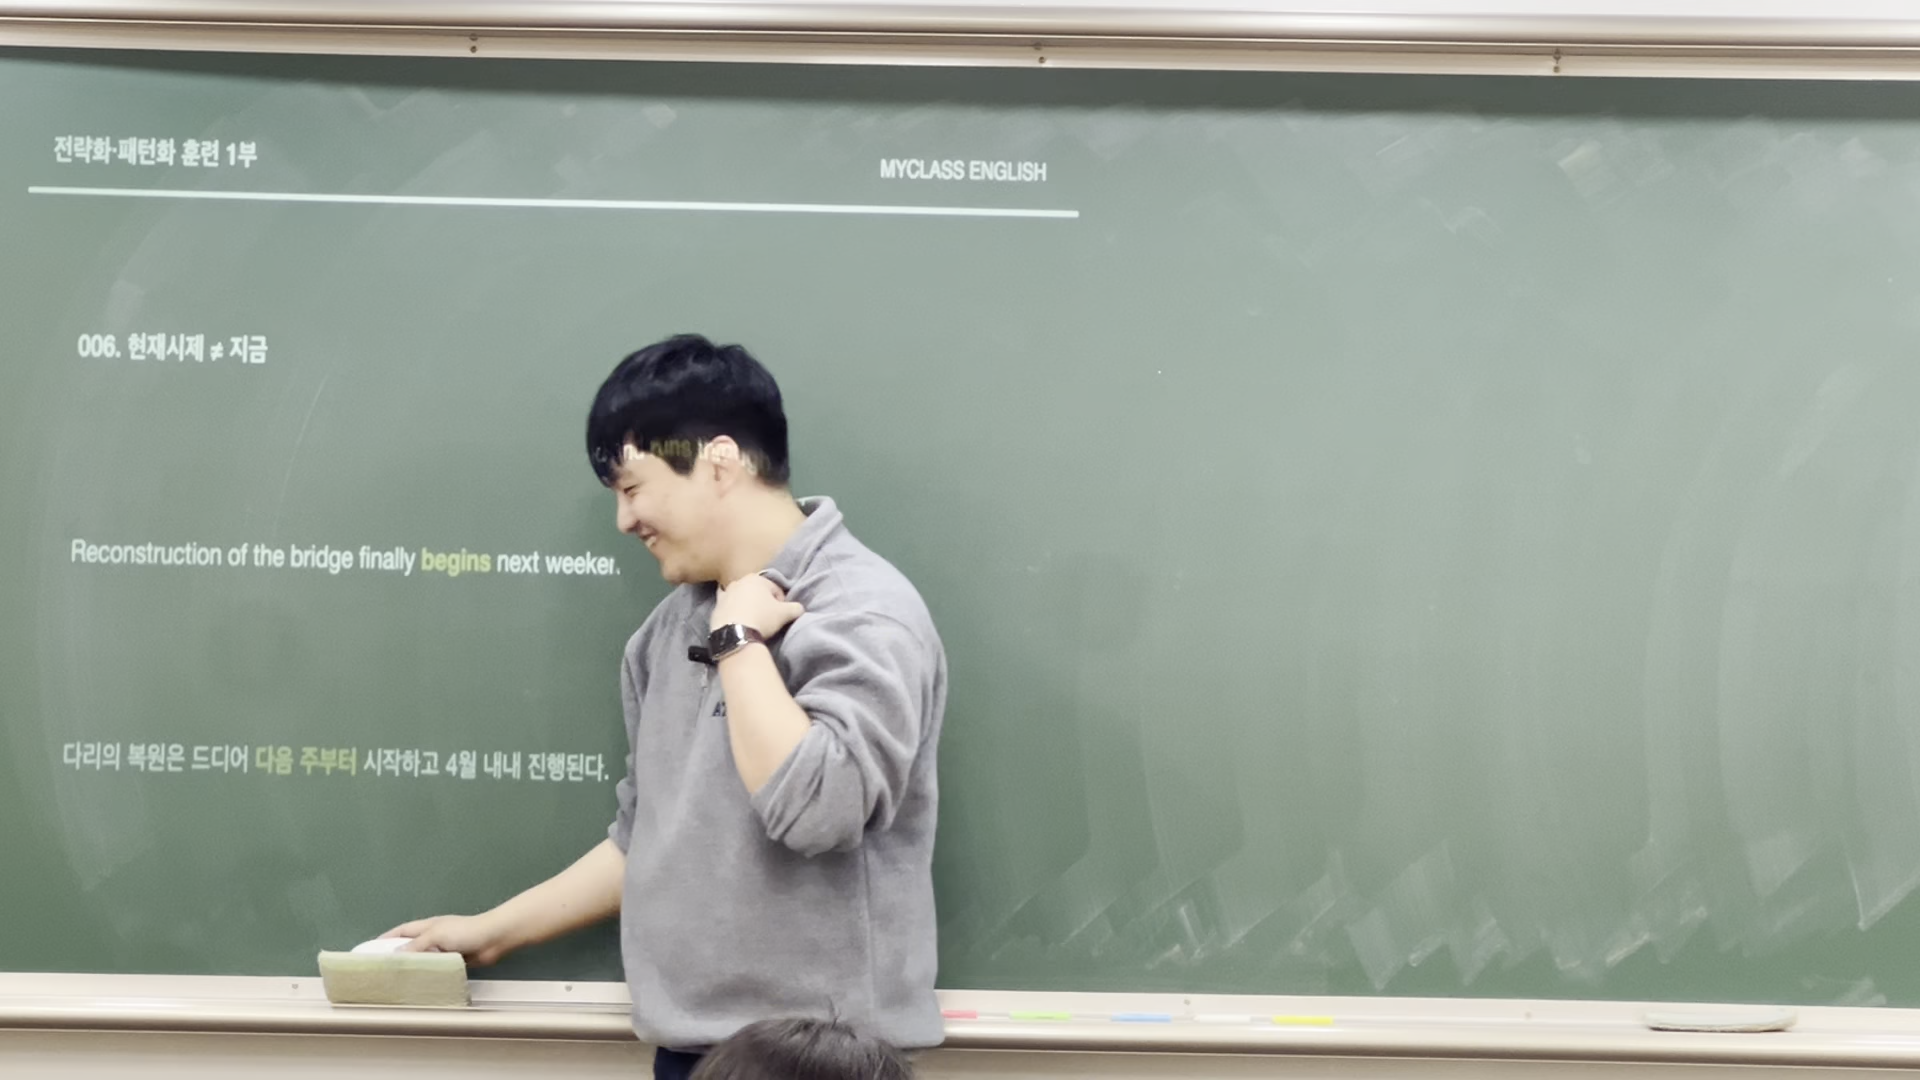 전략화·패턴화 훈련 1부
MYCLASS ENGLISH
006. 현재시제 ≠ 지금
runs through
Reconstruction of the bridge finally begins next
다리의 복원은 드디어 다음 주부터 시작하고 4월 내내 진행된다.